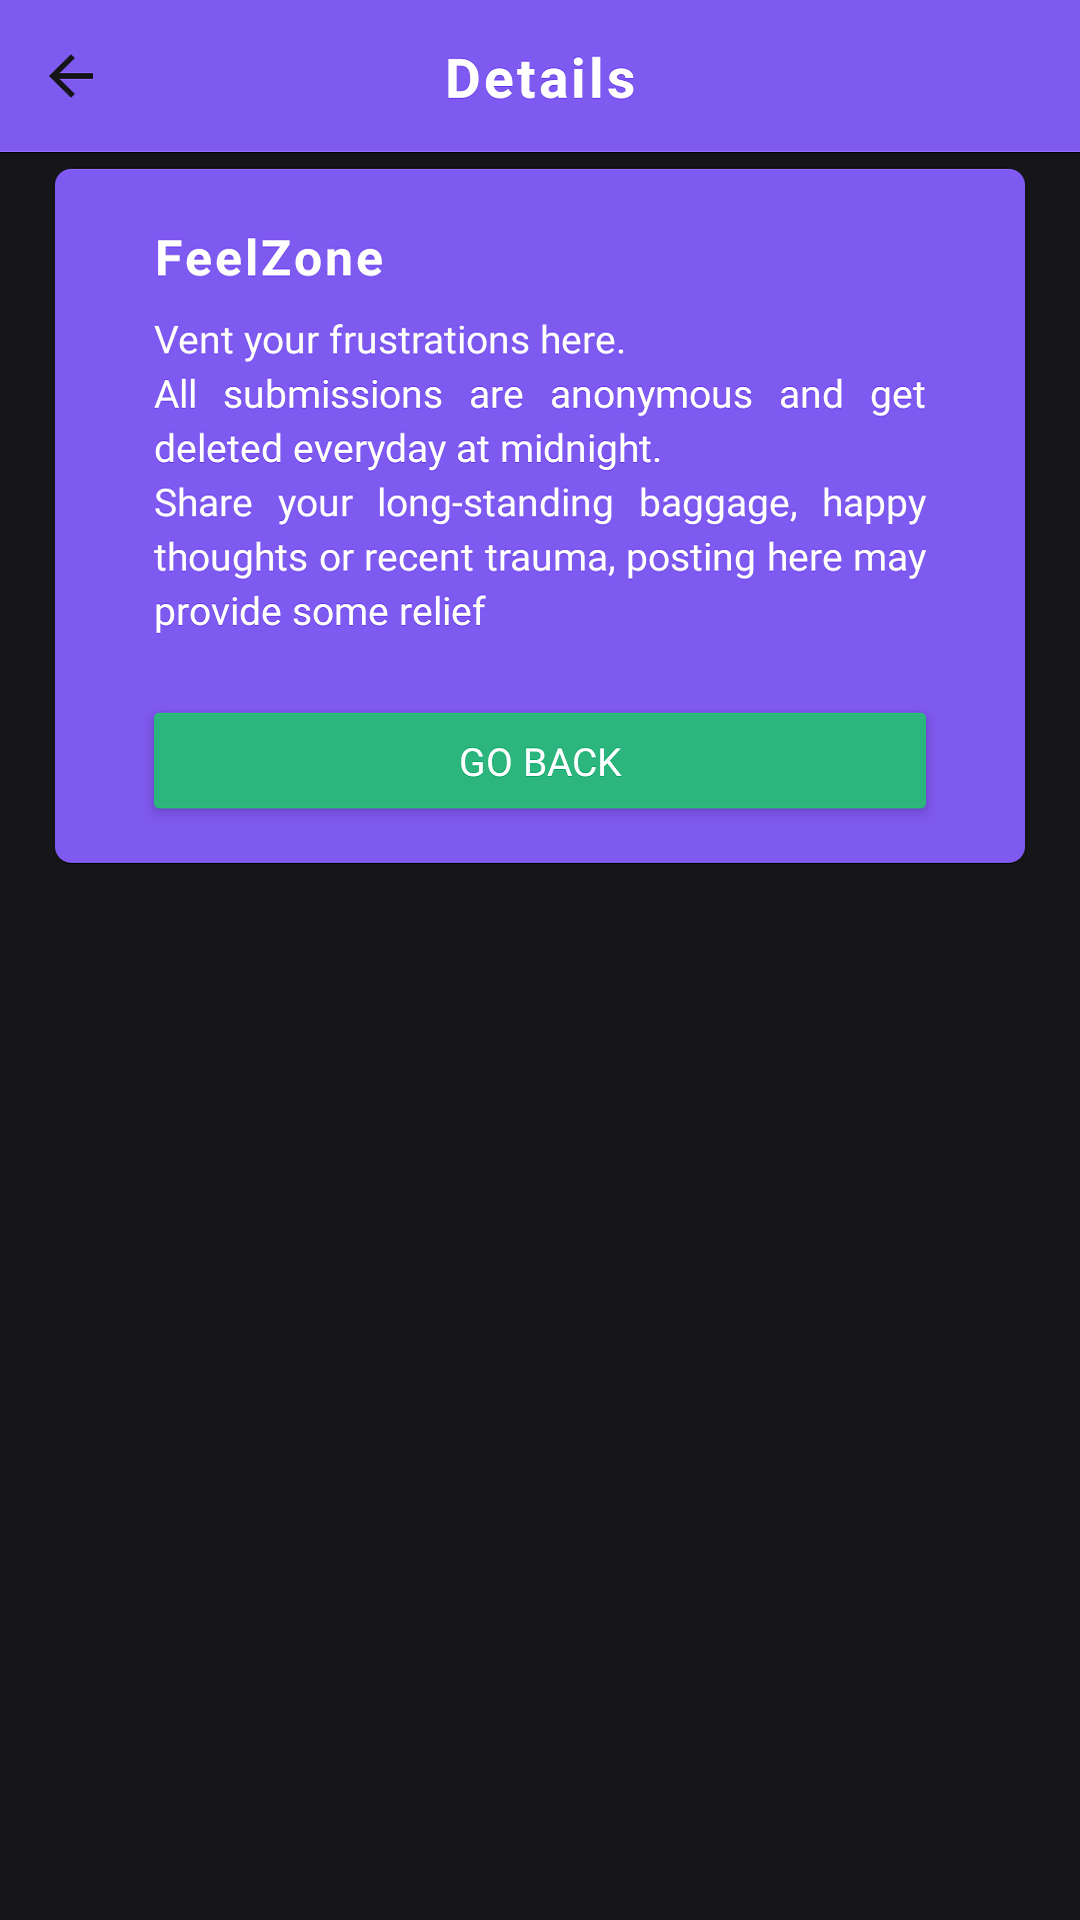 Details
FeelZone
Vent your frustrations here.
All submissions are anonymous and get
deleted everyday at midnight.
Share your long-standing baggage, happy
thoughts or recent trauma, posting here may
provide some relief
GO BACK